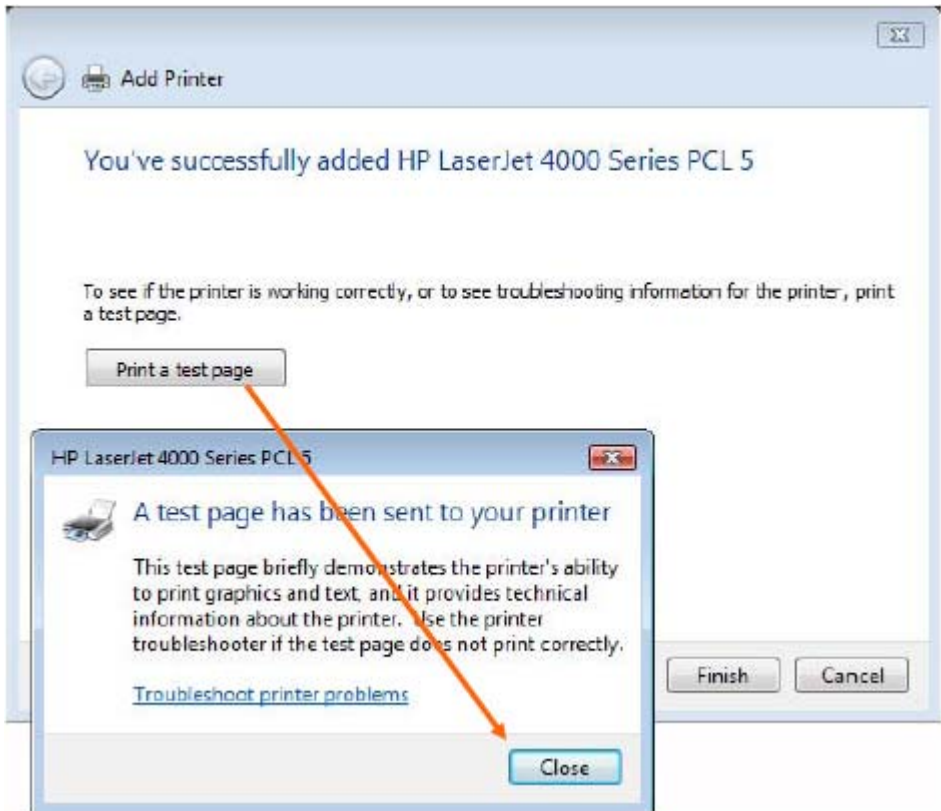 Add Printer
You've successfully added HP LaserJet 4000 Series PCL 5
To see if the printer is working correctly, or to see troubleshooting information for the printer, print
a test page.
Print a test page
HP LaserJet 4000 Series PCL 5
A test page has been sent to your printer
This test page briefly demonstrates the printer's ability
to print graphics and text, and it provides technical
information about the printer. Use the printer
troubleshooter if the test page does not print correctly.
Troubleshoot printer problems
Close
Finish
Cancel